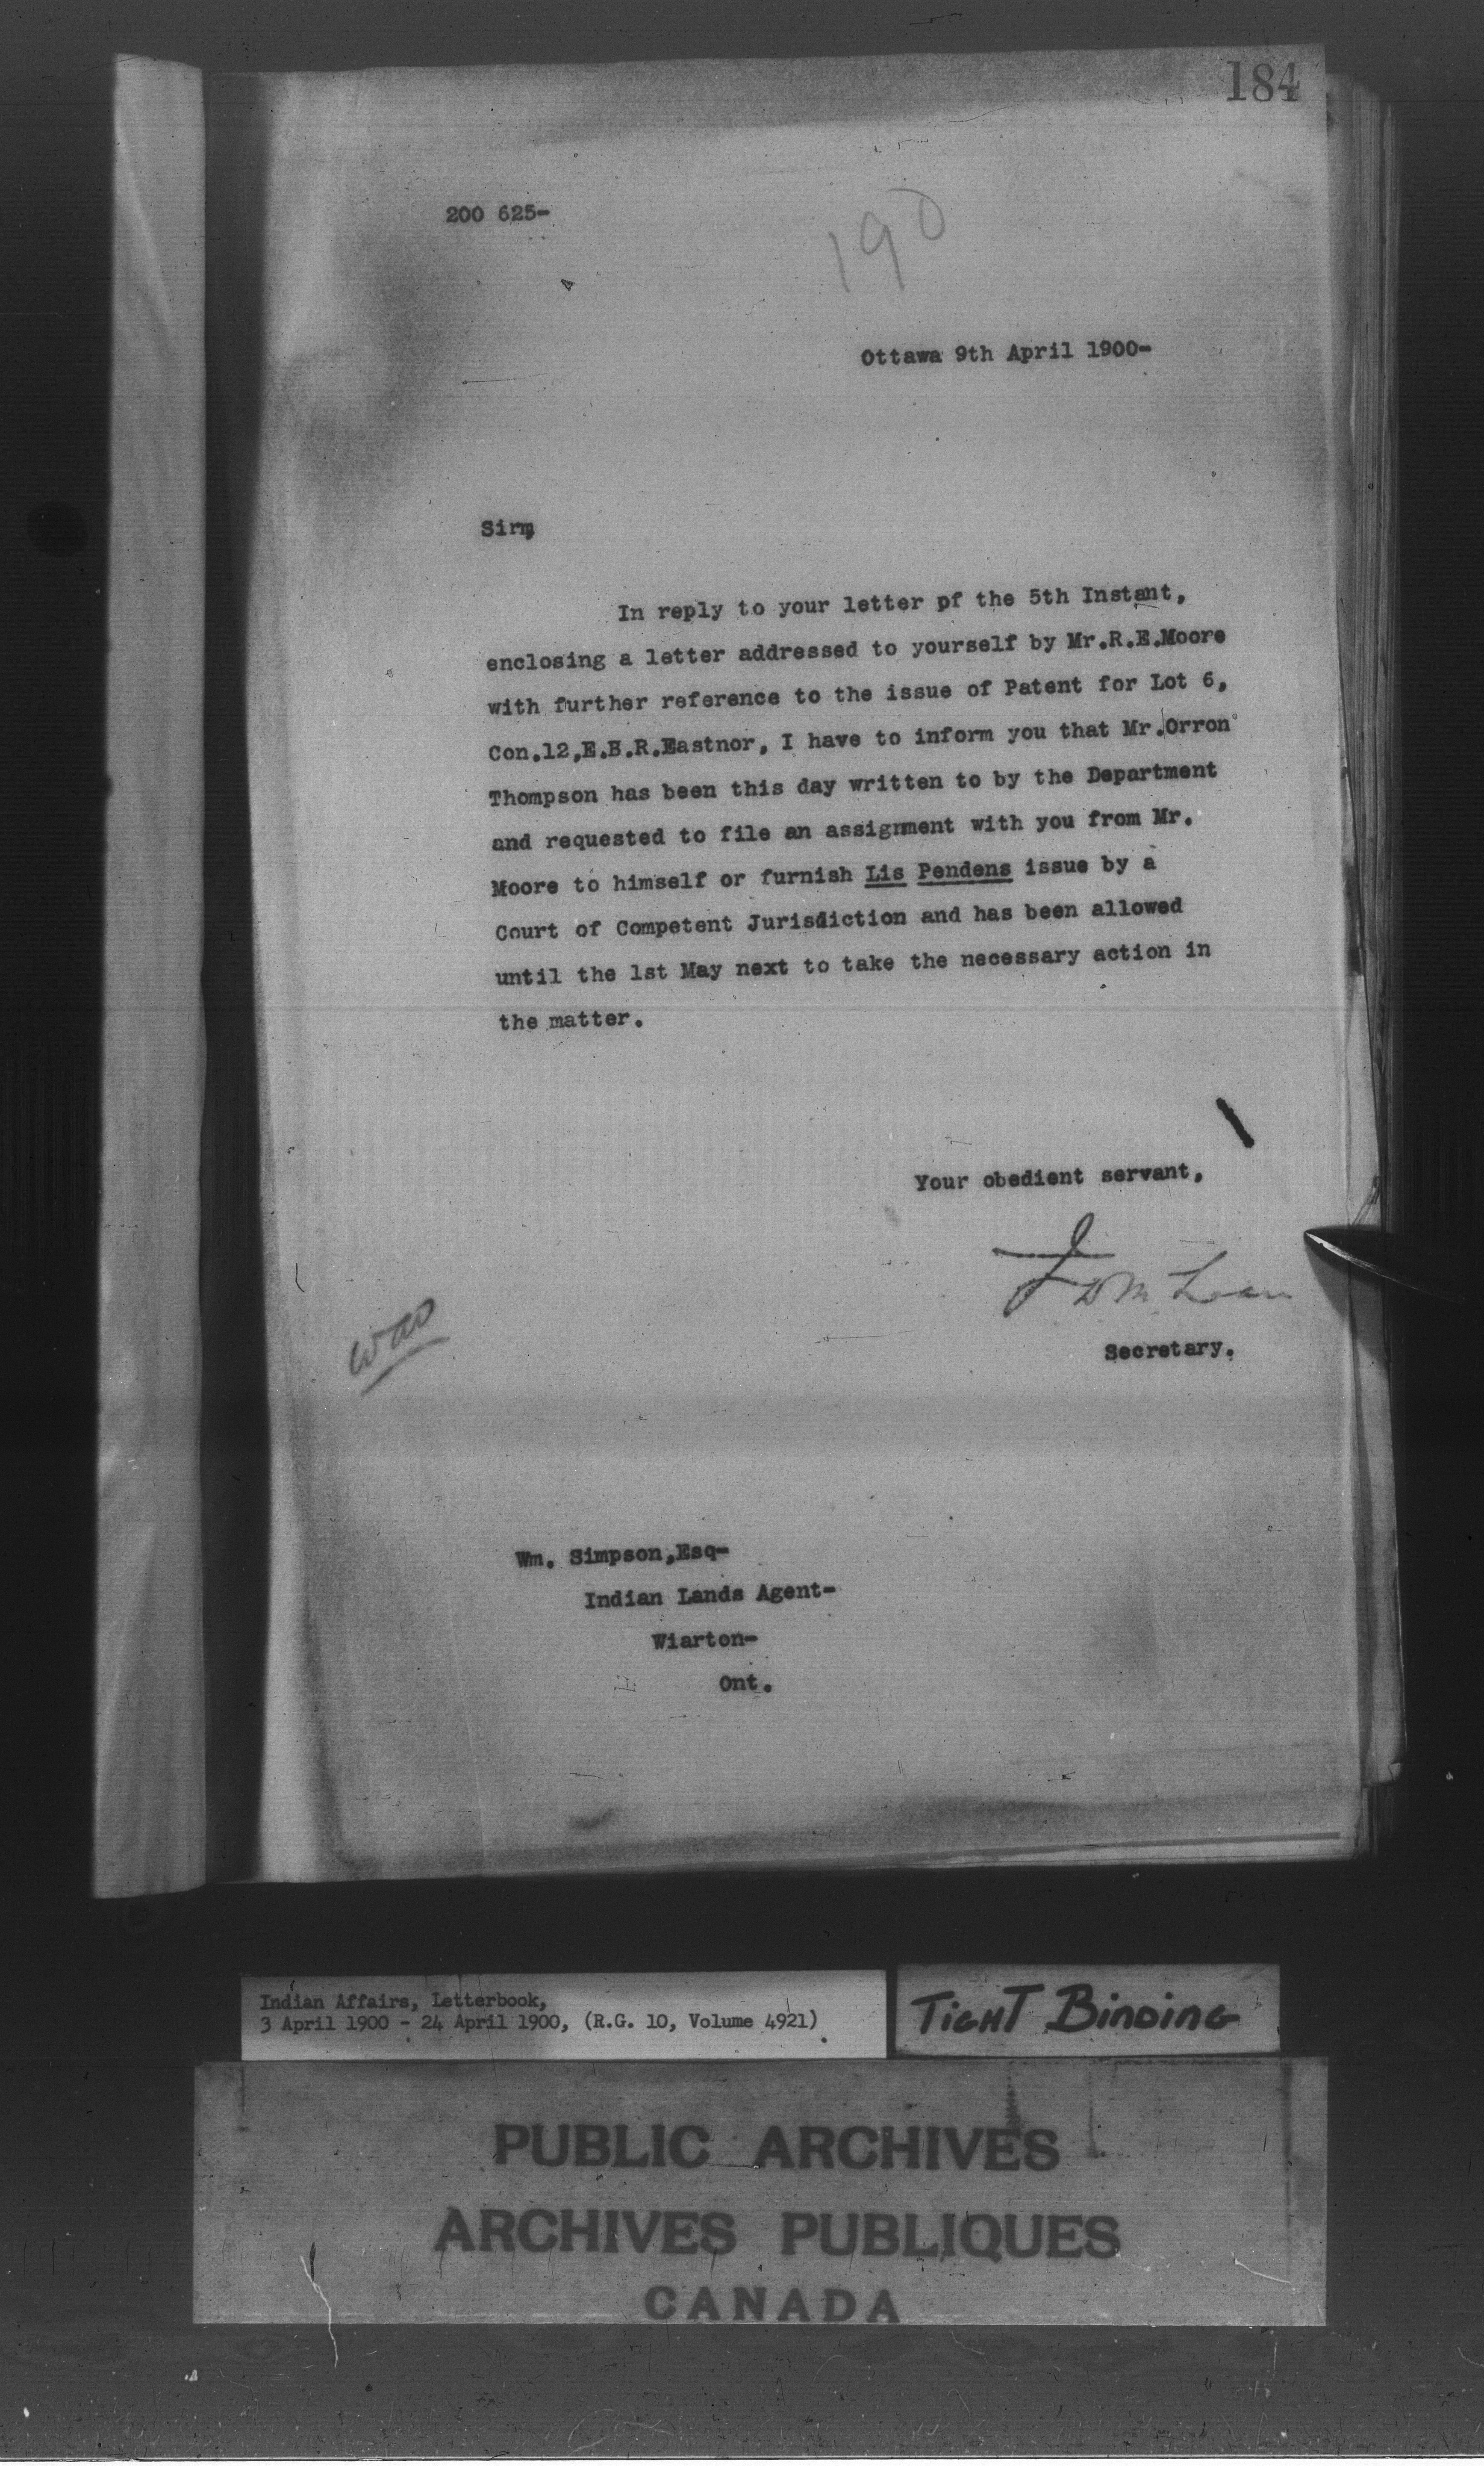 184
200 625-
190
Ottawa 9th April 1900-
Sir,
In reply to your letter pf the 5th Instant,
enclosing a letter addressed to yourself by Mr.R.E.Moore
with further reference to the issue of Patent for Lot 6,
Con.12,E.B.R.Eastnor, I have to inform you that Mr.Orron
Thompson has been this day written to by the Department
and requested to file an assignment with you from Mr.
Moore to himself or furnish Lis Pendens issue by a
Court of Competent Jurisdiction and has been allowed
until the 1st May next to take the necessary action in
the matter.
Your obedient servant,
J D McLean
Secretary.
WAO
Wm. Simpson,Esq-
Indian Lands Agent-
Wiarton-
Ont.
Indian Affairs, Letterbook,
3 April 1900 - 24 April 1900, (R.G. 10, Volume 4921)
TIGHT BINDING
PUBLIC ARCHIVES
ARCHIVES PUBLIQUES
CANADA